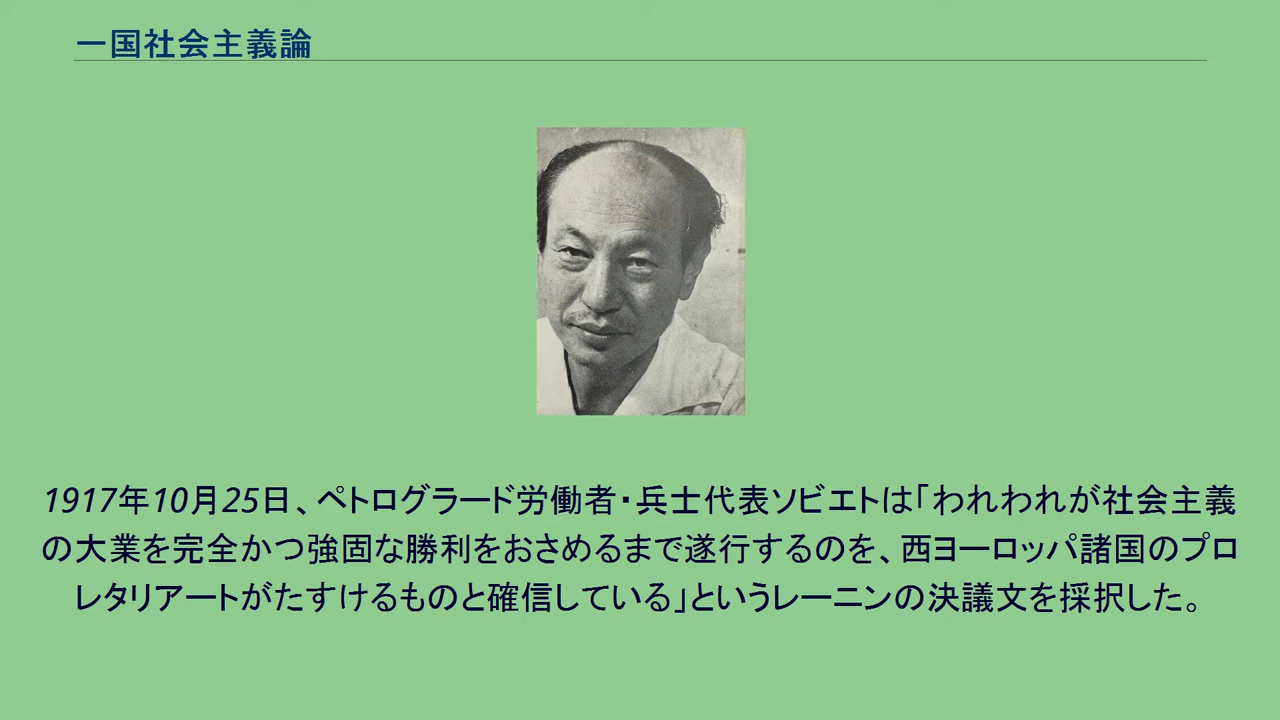 一国社会主義論
1917年10月25日、ペトログラード労働者・兵士代表ソビエトは「われわれが社会主義
の大業を完全かつ強固な勝利をおさめるまで遂行するのを、西ヨーロッパ諸国のプロ
レタリアートがたすけるものと確信している」というレーニンの決議文を採択した。